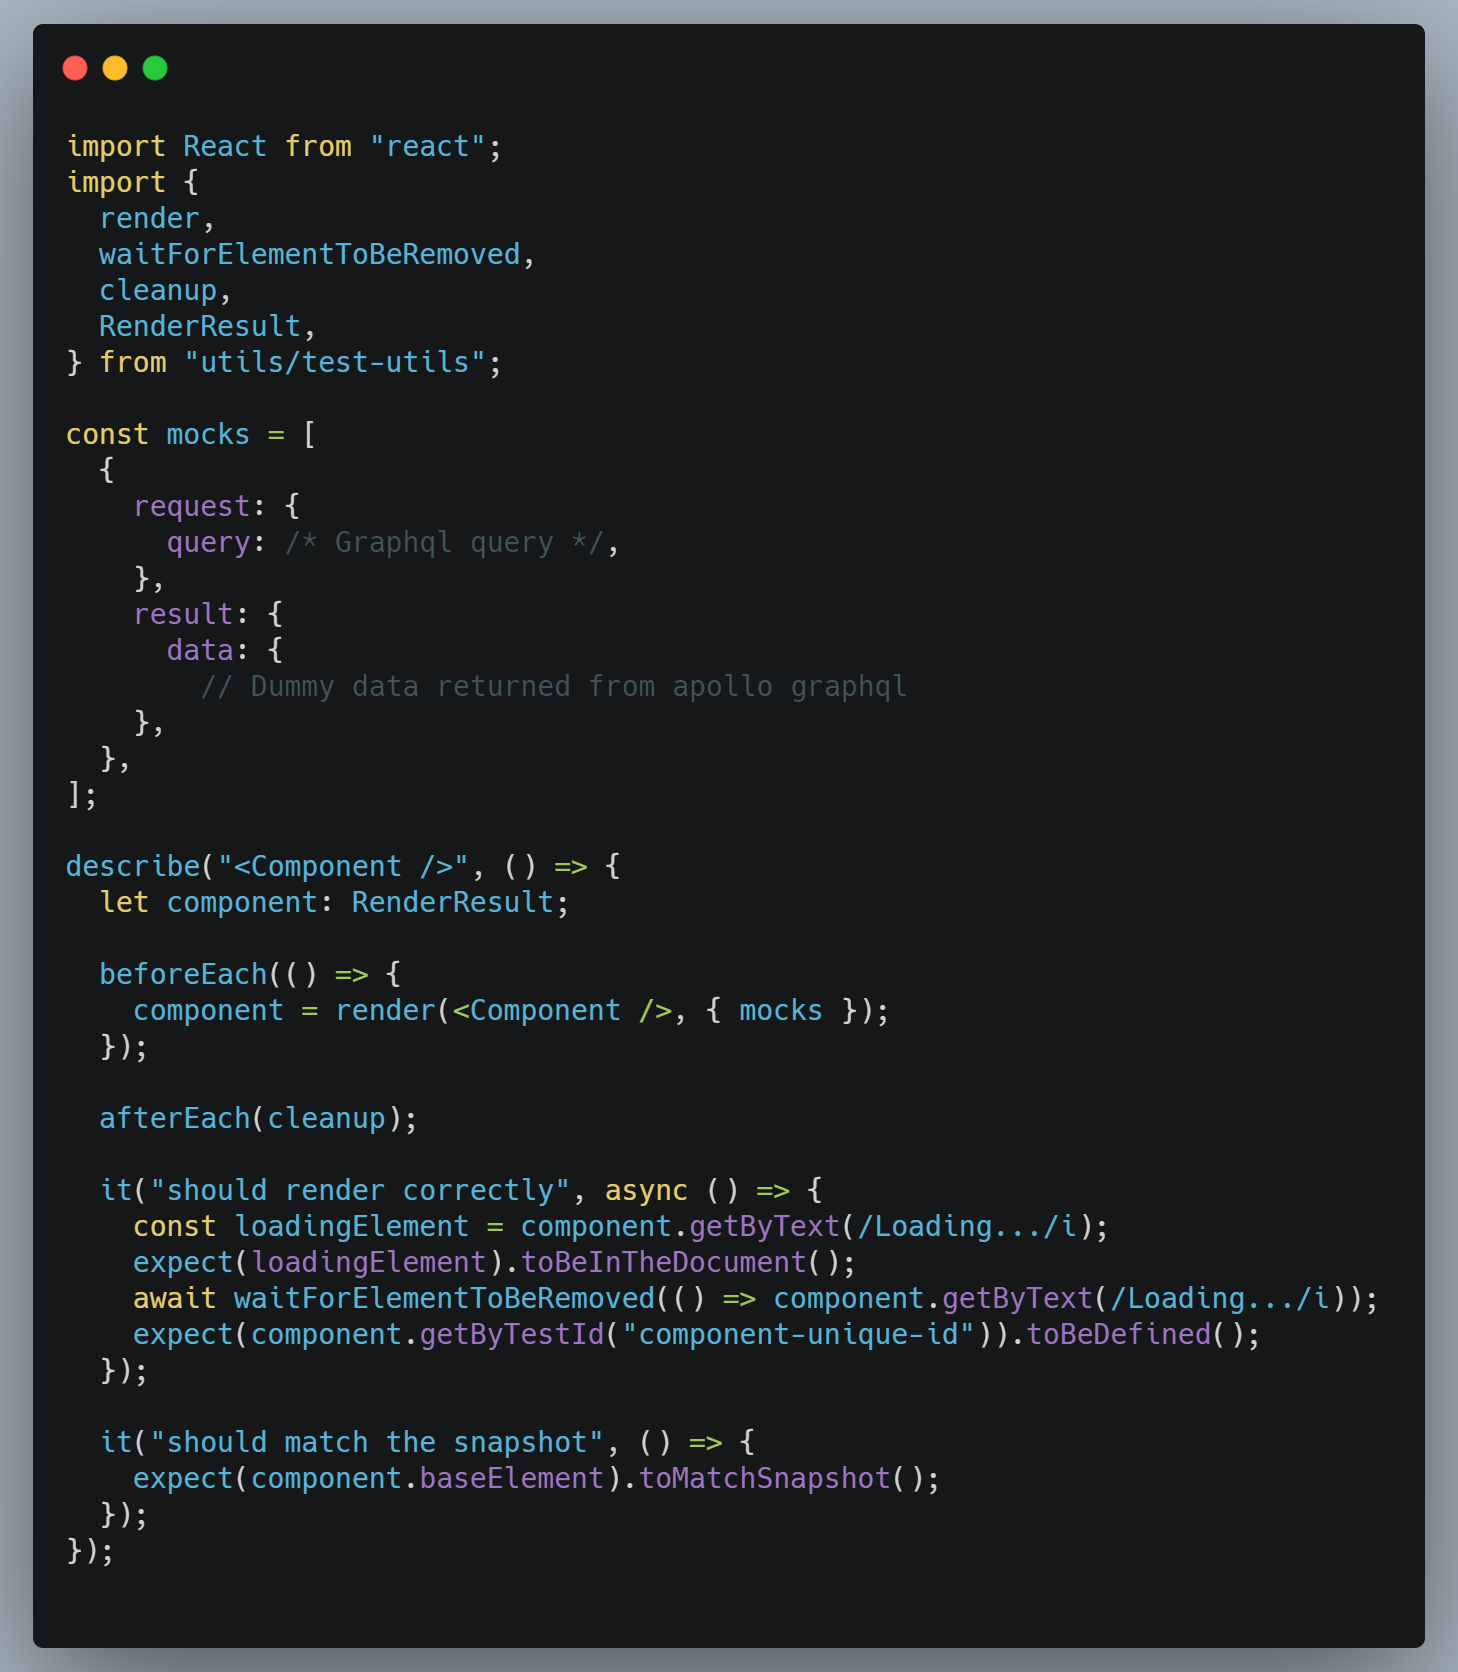 import React from "react";
import {
  render,
  waitForElementToBeRemoved,
  cleanup,
  RenderResult,
} from "utils/test-utils";

const mocks = [
  {
    request: {
      query: /* Graphql query */,
    },
    result: {
      data: {
        // Dummy data returned from apollo graphql
    },
  },
];

describe("<Component />", () => {
  let component: RenderResult;

  beforeEach(() => {
    component = render(<Component />, { mocks });
  });

  afterEach(cleanup);

  it("should render correctly", async () => {
    const loadingElement = component.getByText(/Loading.../i);
    expect(loadingElement).toBeInTheDocument();
    await waitForElementToBeRemoved(() => component.getByText(/Loading.../i));
    expect(component.getByTestId("component-unique-id")).toBeDefined();
  });

  it("should match the snapshot", () => {
    expect(component.baseElement).toMatchSnapshot();
  });
});